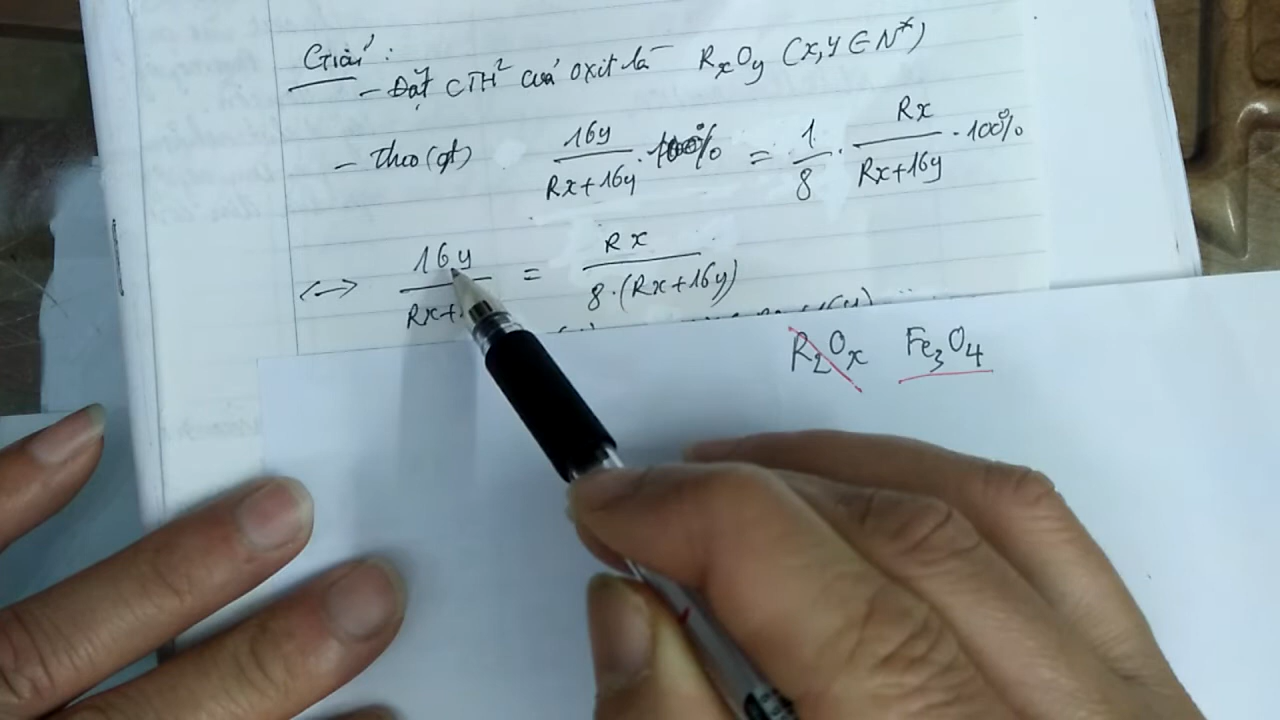 Giải:
- Đặt CTH² của oxit là RxOy (x,y ∈ N*)
- Theo (gt) 16y / Rx+16y · 100% = 1/8 · Rx / Rx+16y · 100%
<-> 16y / Rx+ = Rx / 8·(Rx+16y)
R₂Ox Fe₃O₄